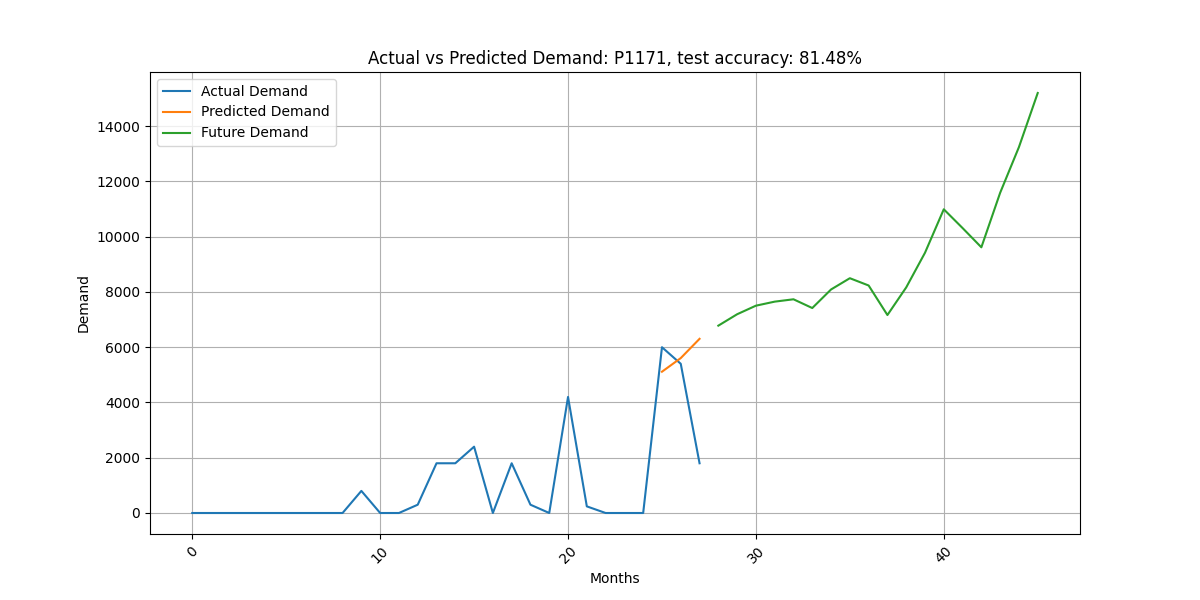 Actual vs Predicted Demand: P1171, test accuracy: 81.48%
Actual Demand
Predicted Demand
Future Demand
14000
12000
10000
8000
6000
4000
2000
0
Demand
0
10
20
30
40
Months